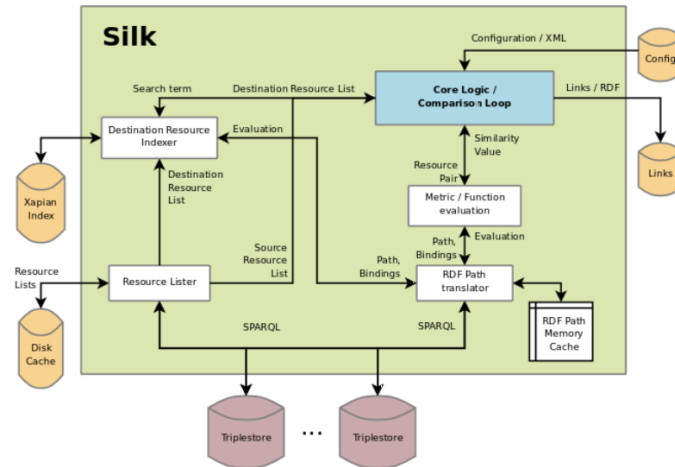 Silk
Configuration / XML
Config
Search term
Destination Resource List
Core Logic /
Comparison Loop
Links / RDF
Destination Resource
Indexer
Evaluation
Similarity
Value
Resource
Pair
Destination
Resource
List
Links
Xapian
Index
Metric / Function
evaluation
Path,
Bindings
Evaluation
Source
Resource
List
Path,
Bindings
Resource
Lists
Resource Lister
RDF Path
translator
SPARQL
SPARQL
RDF Path
Memory
Cache
Disk
Cache
Triplestore
...
Triplestore